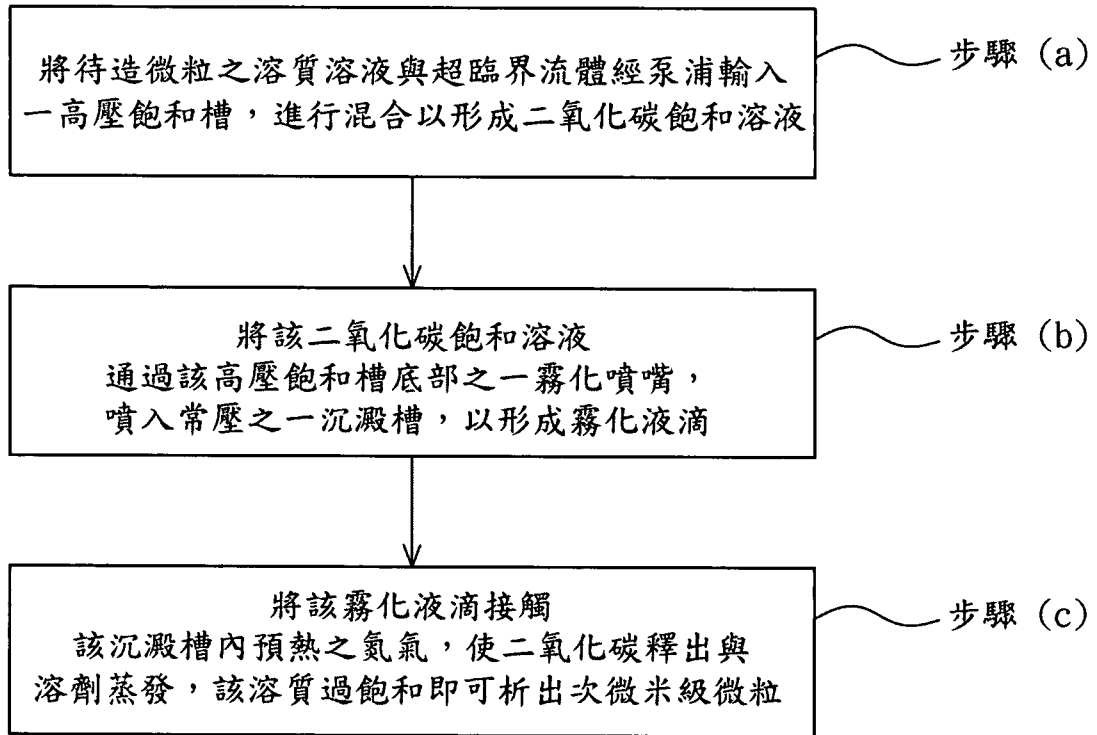 將待造微粒之溶質溶液與超臨界流體經泵浦輸入
一高壓飽和槽，進行混合以形成二氧化碳飽和溶液
步驟 (a)
將該二氧化碳飽和溶液
通過該高壓飽和槽底部之一霧化噴嘴，
噴入常壓之一沉澱槽，以形成霧化液滴
步驟 (b)
將該霧化液滴接觸
該沉澱槽內預熱之氮氣，使二氧化碳釋出與
溶劑蒸發，該溶質過飽和即可析出次微米級微粒
步驟 (c)